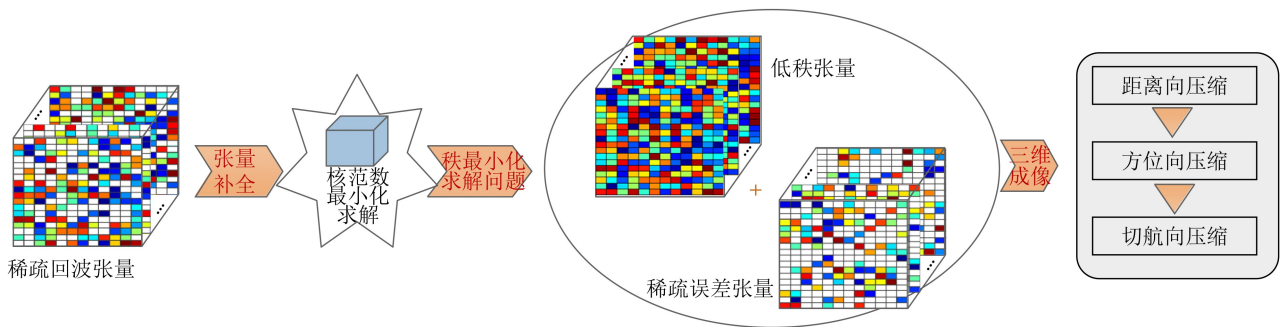 稀疏回波张量
张量
补全
核范数
最小化
求解
秩最小化
求解问题
低秩张量
+
稀疏误差张量
三维
成像
距离向压缩
方位向压缩
切航向压缩